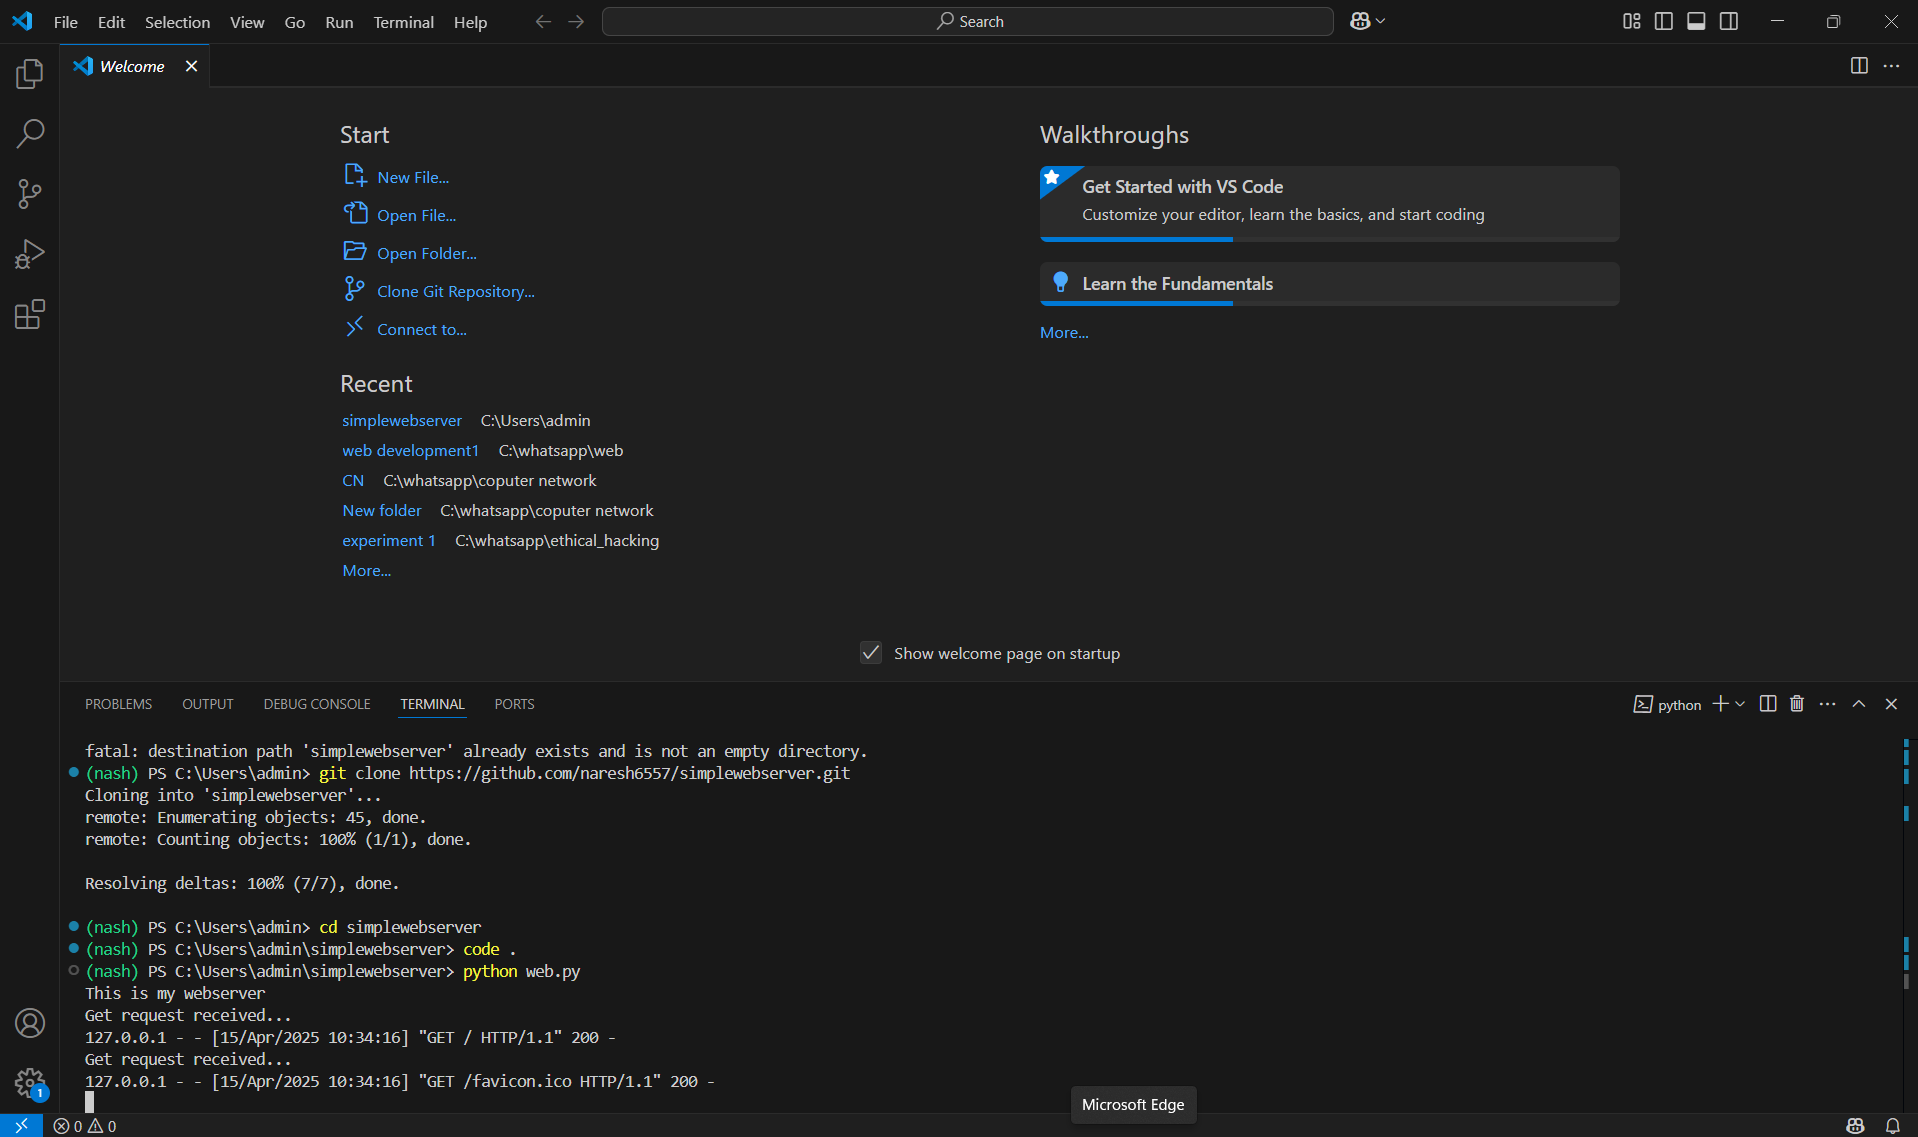 File Edit Selection View Go Run Terminal Help Search
Welcome
Start
New File...
Open File...
Open Folder...
Clone Git Repository...
Connect to...
Recent
simplewebserver C:\Users\admin
web development1 C:\whatsapp\web
CN C:\whatsapp\coputer network
New folder C:\whatsapp\coputer network
experiment 1 C:\whatsapp\ethical_hacking
More...
Walkthroughs
Get Started with VS Code
Customize your editor, learn the basics, and start coding
Learn the Fundamentals
More...
Show welcome page on startup
PROBLEMS OUTPUT DEBUG CONSOLE TERMINAL PORTS python
fatal: destination path 'simplewebserver' already exists and is not an empty directory.
(nash) PS C:\Users\admin> git clone https://github.com/naresh6557/simplewebserver.git
Cloning into 'simplewebserver'...
remote: Enumerating objects: 45, done.
remote: Counting objects: 100% (1/1), done.
Resolving deltas: 100% (7/7), done.
(nash) PS C:\Users\admin> cd simplewebserver
(nash) PS C:\Users\admin\simplewebserver> code .
(nash) PS C:\Users\admin\simplewebserver> python web.py
This is my webserver
Get request received...
127.0.0.1 - - [15/Apr/2025 10:34:16] "GET / HTTP/1.1" 200 -
Get request received...
127.0.0.1 - - [15/Apr/2025 10:34:16] "GET /favicon.ico HTTP/1.1" 200 -
Microsoft Edge
1
0 0